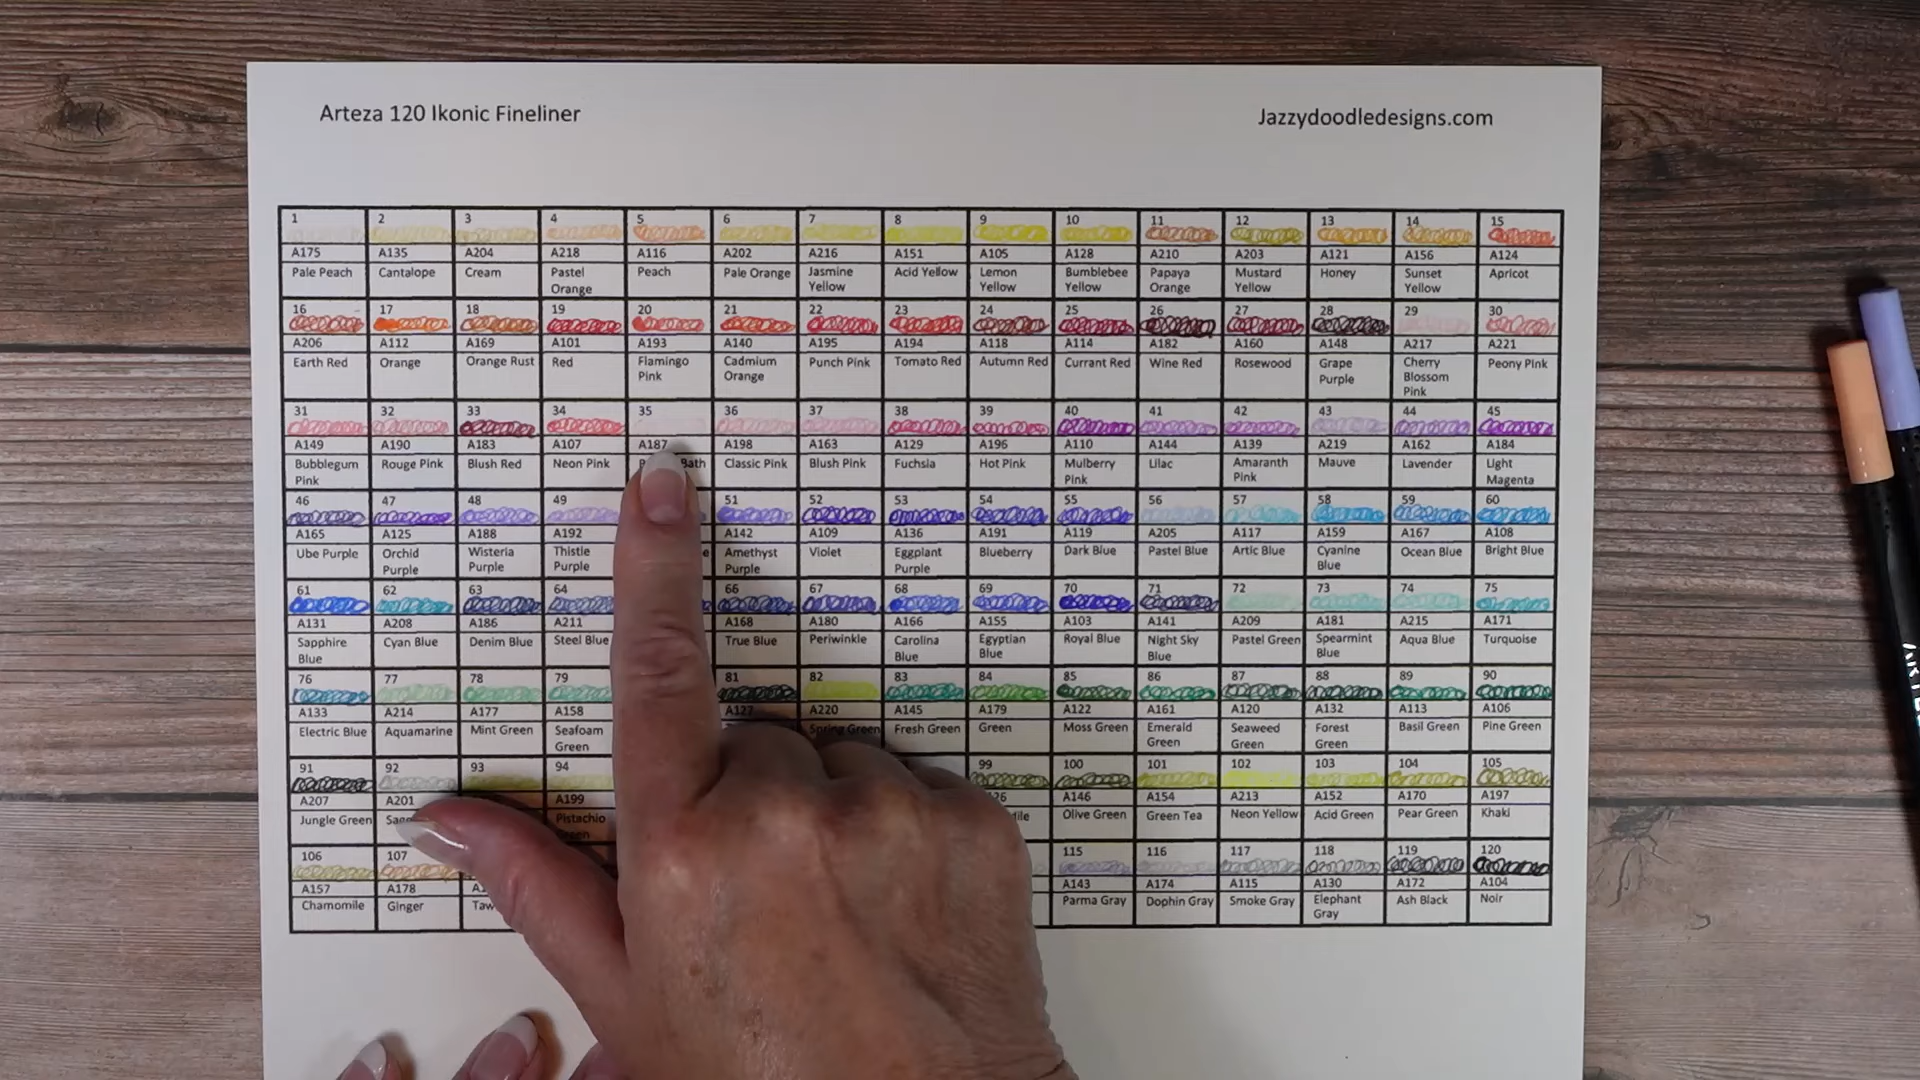 Arteza 120 Ikonic Fineliner Jazzydoodledesigns.com
1 2 3 4 5 6 7 8 9 10 11 12 13 14 15
A175 A135 A204 A218 A116 A202 A216 A151 A105 A128 A210 A203 A121 A156 A124
Pale Peach Cantalope Cream Pastel Peach Pale Orange Jasmine Acid Yellow Lemon Bumblebee Papaya Mustard Honey Sunset Apricot
Orange Yellow Yellow Yellow Orange Yellow Yellow
16 17 18 19 20 21 22 23 24 25 26 27 28 29 30
A206 A112 A169 A101 A193 A140 A195 A194 A118 A114 A182 A160 A148 A217 A221
Earth Red Orange Orange Rust Red Flamingo Cadmium Punch Pink Tomato Red Autumn Red Currant Red Wine Red Rosewood Grape Cherry Peony Pink
Pink Orange Purple Blossom
Pink
31 32 33 34 35 36 37 38 39 40 41 42 43 44 45
A149 A190 A183 A107 A187 A198 A163 A129 A196 A110 A144 A139 A219 A162 A184
Bubblegum Rouge Pink Blush Red Neon Pink Bath Classic Pink Blush Pink Fuchsia Hot Pink Mulberry Lilac Amaranth Mauve Lavender Light
Pink Pink Pink Magenta
46 47 48 49 51 52 53 54 55 56 57 58 59 60
A165 A125 A188 A192 A142 A109 A136 A191 A119 A205 A117 A159 A167 A108
Ube Purple Orchid Wisteria Thistle Amethyst Violet Eggplant Blueberry Dark Blue Pastel Blue Artic Blue Cyanine Ocean Blue Bright Blue
Purple Purple Purple Purple Purple Blue
61 62 63 64 66 67 68 69 70 71 72 73 74 75
A131 A208 A186 A211 A168 A180 A166 A155 A103 A141 A209 A181 A215 A171
Sapphire Cyan Blue Denim Blue Steel Blue True Blue Periwinkle Carolina Egyptian Royal Blue Night Sky Pastel Green Spearmint Aqua Blue Turquoise
Blue Blue Blue Blue Blue
76 77 78 79 81 82 83 84 85 86 87 88 89 90
A133 A214 A177 A158 A127 A220 A145 A179 A122 A161 A120 A132 A113 A106
Electric Blue Aquamarine Mint Green Seafoam Spring Green Fresh Green Green Moss Green Emerald Seaweed Forest Basil Green Pine Green
Green Green Green Green
91 92 93 94 99 100 101 102 103 104 105
A207 A201 A199 A146 A154 A213 A152 A170 A197
Jungle Green Pistachio Olive Green Green Tea Neon Yellow Acid Green Pear Green Khaki
Green
106 107 115 116 117 118 119 120
A157 A178 A143 A174 A115 A130 A172 A104
Chamomile Ginger Parma Gray Dophin Gray Smoke Gray Elephant Ash Black Noir
Gray